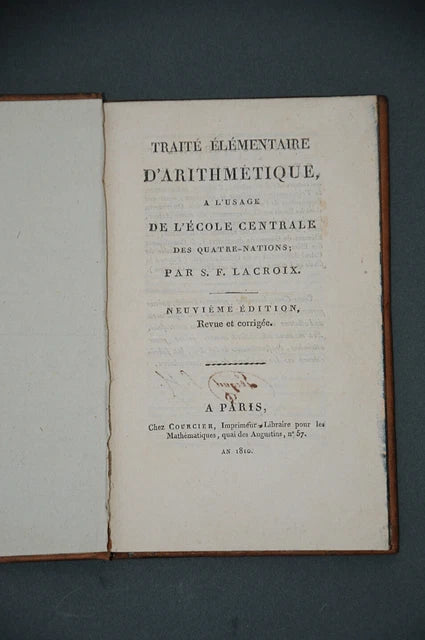 TRAITÉ ÉLÉMENTAIRE
D'ARITHMÉTIQUE,
A L'USAGE
DE L'ÉCOLE CENTRALE
DES QUATRE-NATIONS;
PAR S. F. LACROIX.
NEUVIÈME ÉDITION,
Revue et corrigée.
A PARIS,
Chez COURCIER, Imprimeur-Libraire pour les
Mathématiques, quai des Augustins, n° 57.
AN 1810.